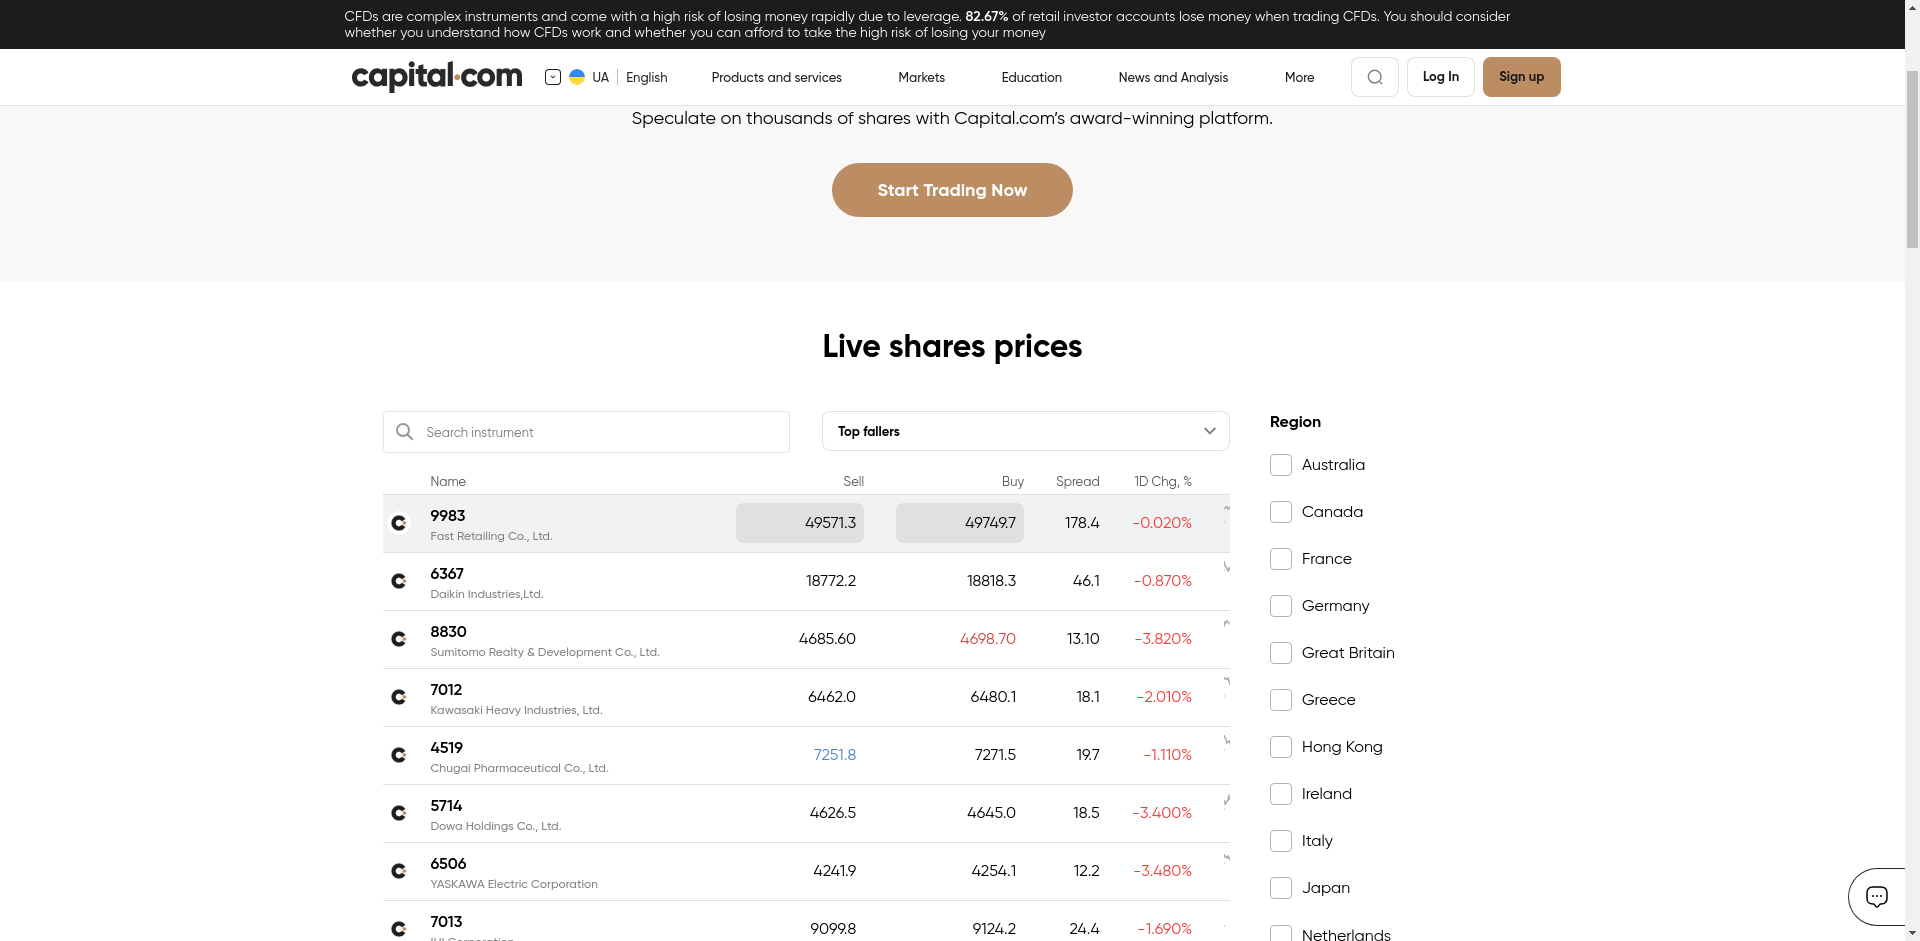 CFDs are complex instruments and come with a high risk of losing money rapidly due to leverage. 82.67% of retail investor accounts lose money when trading CFDs. You should consider
whether you understand how CFDs work and whether you can afford to take the high risk of losing your money
capital.com
UA English
Products and services
Markets
Education
News and Analysis
More
Log In
Sign up
Speculate on thousands of shares with Capital.com’s award-winning platform.
Start Trading Now
Live shares prices
Search instrument
Top fallers
Name Sell Buy Spread 1D Chg, %
9983 49571.3 49749.7 178.4 -0.020%
Fast Retailing Co., Ltd.
6367 18772.2 18818.3 46.1 -0.870%
Daikin Industries,Ltd.
8830 4685.60 4698.70 13.10 -3.820%
Sumitomo Realty & Development Co., Ltd.
7012 6462.0 6480.1 18.1 -2.010%
Kawasaki Heavy Industries, Ltd.
4519 7251.8 7271.5 19.7 -1.110%
Chugai Pharmaceutical Co., Ltd.
5714 4626.5 4645.0 18.5 -3.400%
Dowa Holdings Co., Ltd.
6506 4241.9 4254.1 12.2 -3.480%
YASKAWA Electric Corporation
7013 9099.8 9124.2 24.4 -1.690%
Region
Australia
Canada
France
Germany
Great Britain
Greece
Hong Kong
Ireland
Italy
Japan
Netherlands